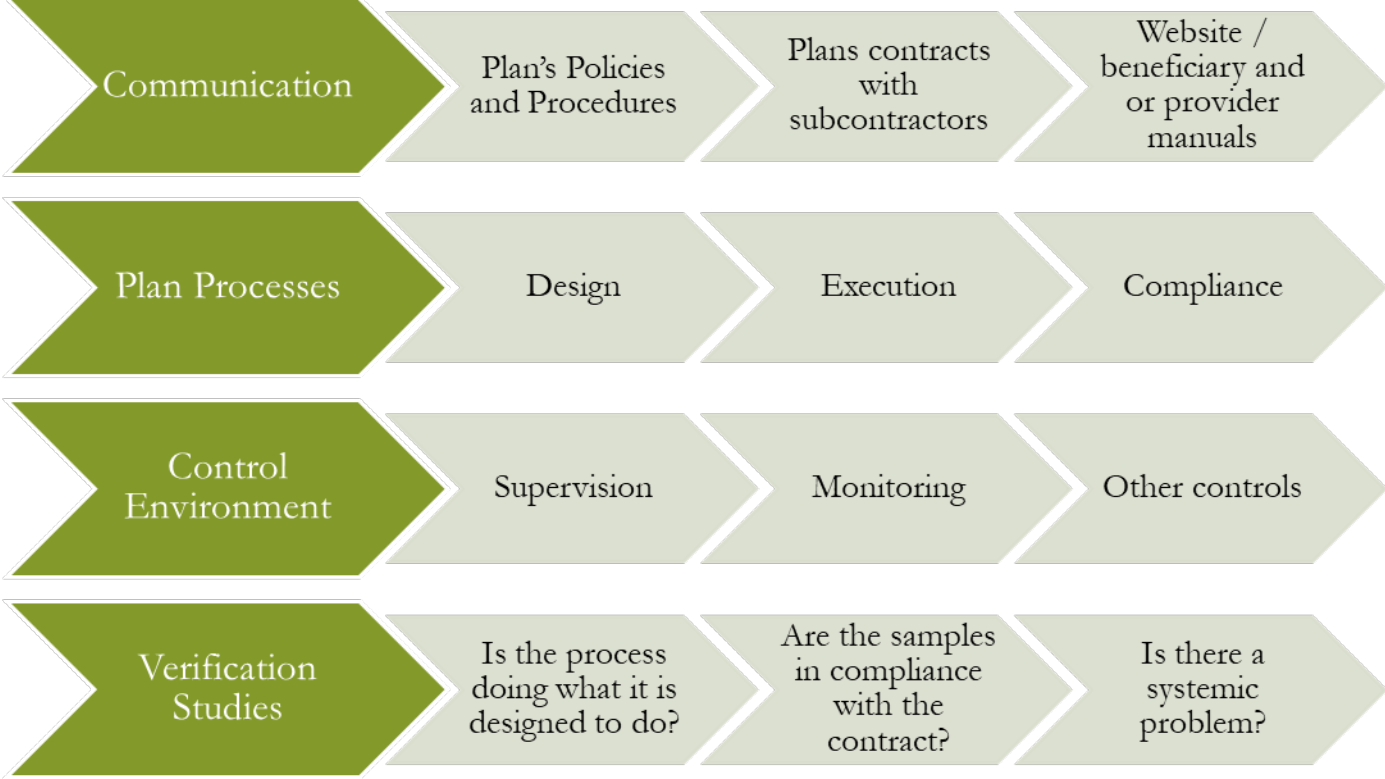 Communication
Plan’s Policies
and Procedures
Plans contracts
with
subcontractors
Website /
beneficiary and
or provider
manuals
Plan Processes
Design
Execution
Compliance
Control
Environment
Supervision
Monitoring
Other controls
Verification
Studies
Is the process
doing what it is
designed to do?
Are the samples
in compliance
with the
contract?
Is there a
systemic
problem?